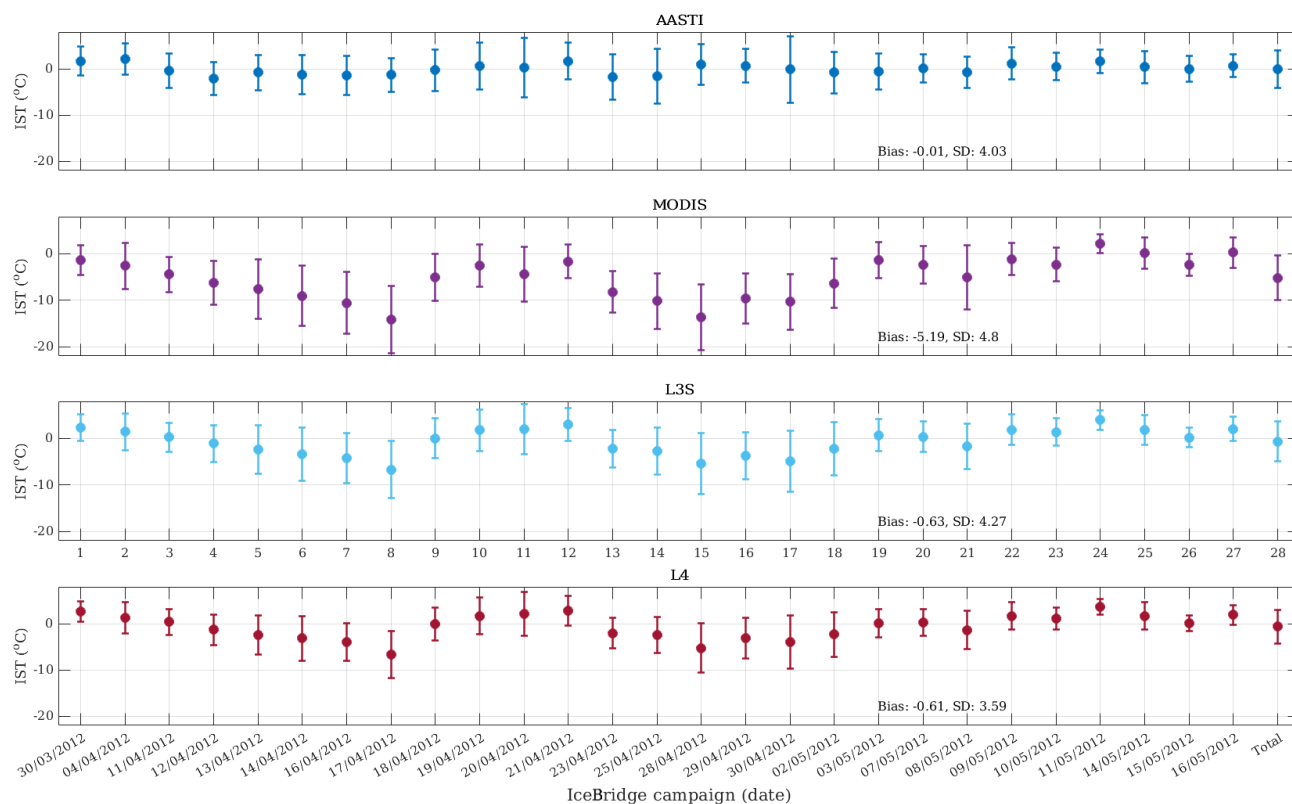 AASTI
IST (°C)
0
-10
-20
Bias: -0.01, SD: 4.03
MODIS
IST (°C)
0
-10
-20
Bias: -5.19, SD: 4.8
L3S
IST (°C)
0
-10
-20
Bias: -0.63, SD: 4.27
1 2 3 4 5 6 7 8 9 10 11 12 13 14 15 16 17 18 19 20 21 22 23 24 25 26 27 28
L4
IST (°C)
0
-10
-20
Bias: -0.61, SD: 3.59
30/03/2012 04/04/2012 11/04/2012 12/04/2012 13/04/2012 14/04/2012 16/04/2012 17/04/2012 18/04/2012 19/04/2012 20/04/2012 21/04/2012 23/04/2012 25/04/2012 28/04/2012 29/04/2012 30/04/2012 02/05/2012 03/05/2012 07/05/2012 08/05/2012 09/05/2012 10/05/2012 11/05/2012 14/05/2012 15/05/2012 16/05/2012 Total
IceBridge campaign (date)